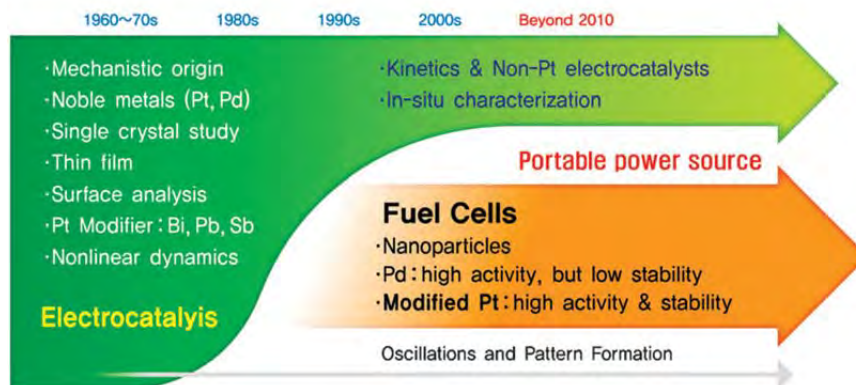 1960~70s 1980s 1990s 2000s Beyond 2010
·Mechanistic origin
·Noble metals (Pt, Pd)
·Single crystal study
·Thin film
·Surface analysis
·Pt Modifier : Bi, Pb, Sb
·Nonlinear dynamics
Electrocatalyis
·Kinetics & Non-Pt electrocatalysts
·In-situ characterization
Portable power source
Fuel Cells
·Nanoparticles
·Pd : high activity, but low stability
·Modified Pt : high activity & stability
Oscillations and Pattern Formation